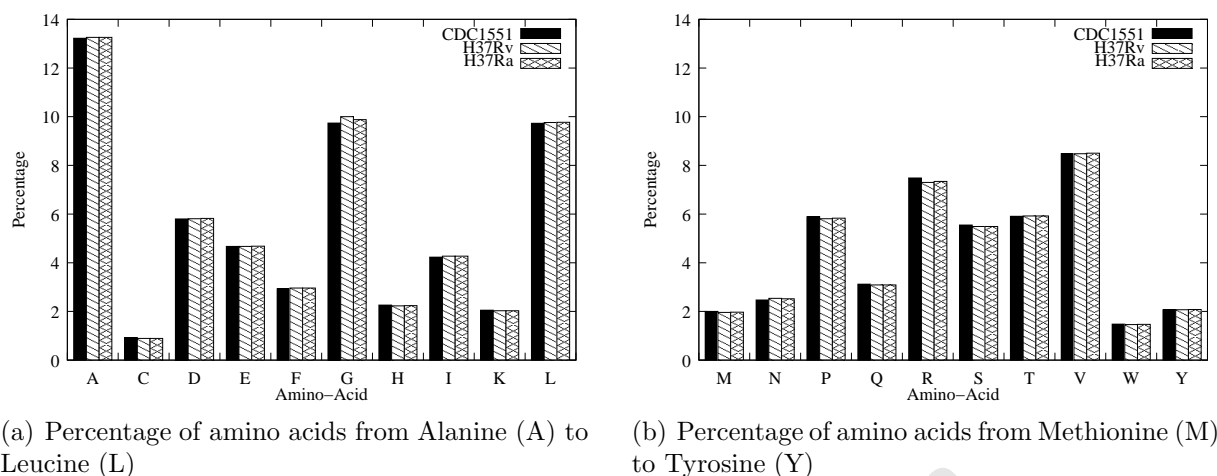 14
12
10
8
6
4
2
0
Percentage
CDC1551
H37Rv
H37Ra
A C D E F G H I K L
Amino−Acid
(a) Percentage of amino acids from Alanine (A) to
Leucine (L)
14
12
10
8
6
4
2
0
Percentage
CDC1551
H37Rv
H37Ra
M N P Q R S T V W Y
Amino−Acid
(b) Percentage of amino acids from Methionine (M)
to Tyrosine (Y)